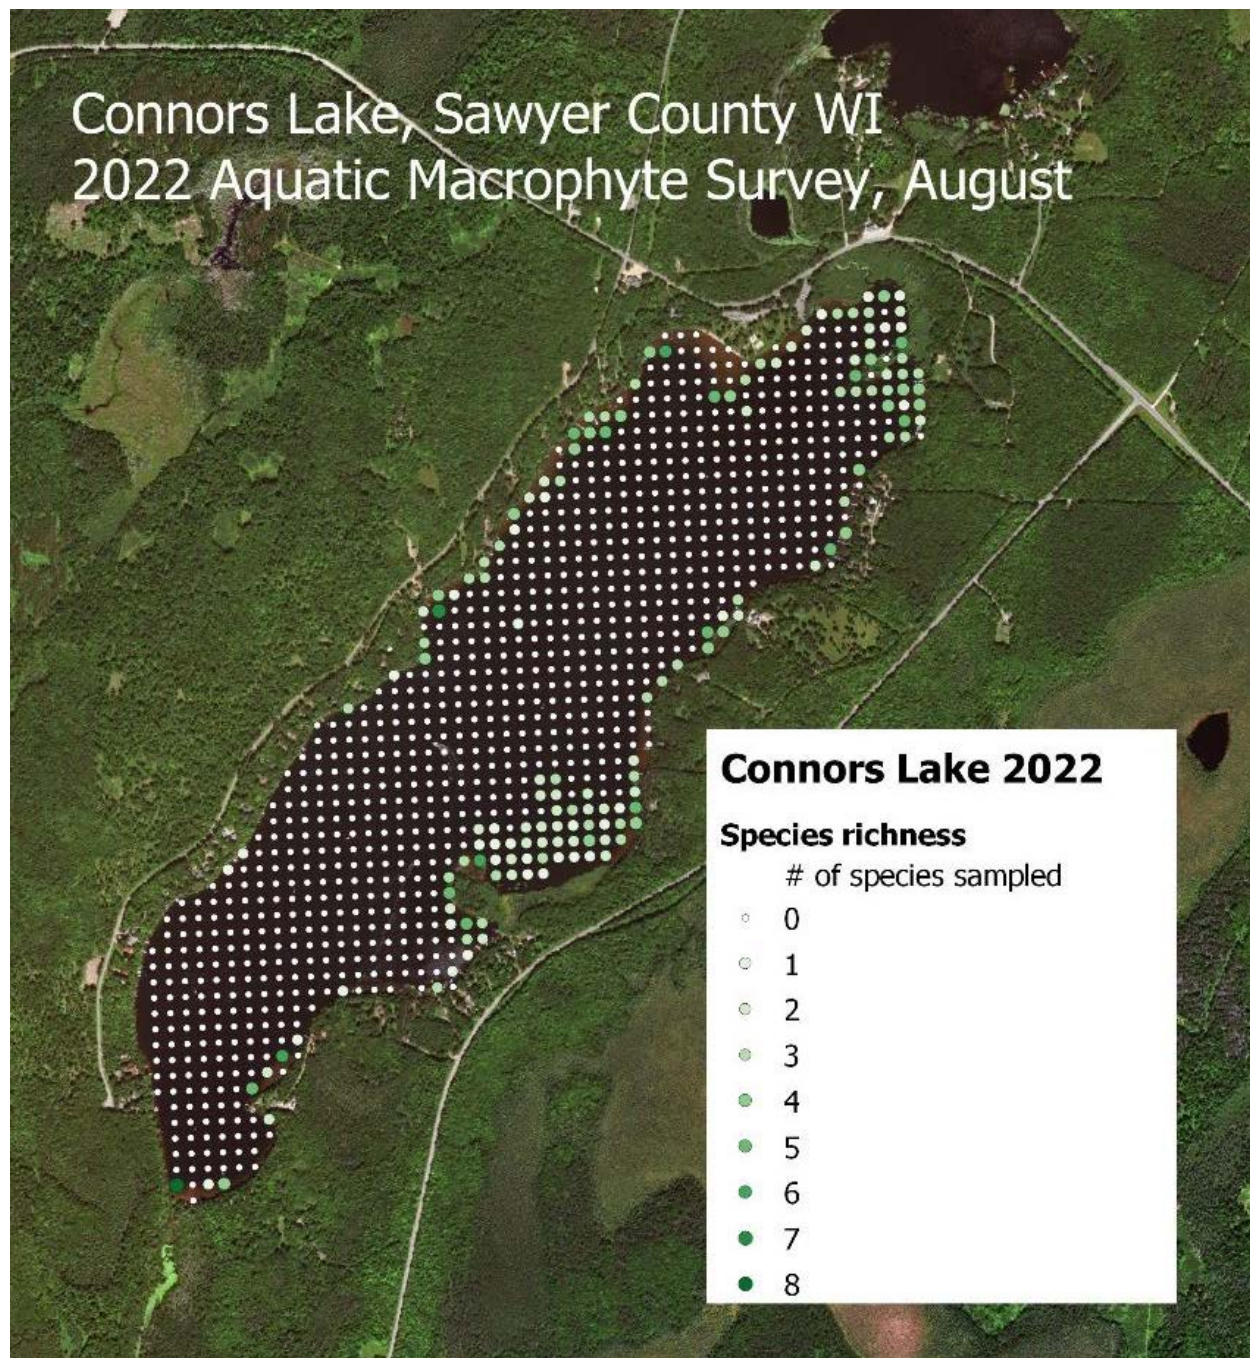 Connors Lake, Sawyer County WI
2022 Aquatic Macrophyte Survey, August
Connors Lake 2022
Species richness
# of species sampled
0
1
2
3
4
5
6
7
8